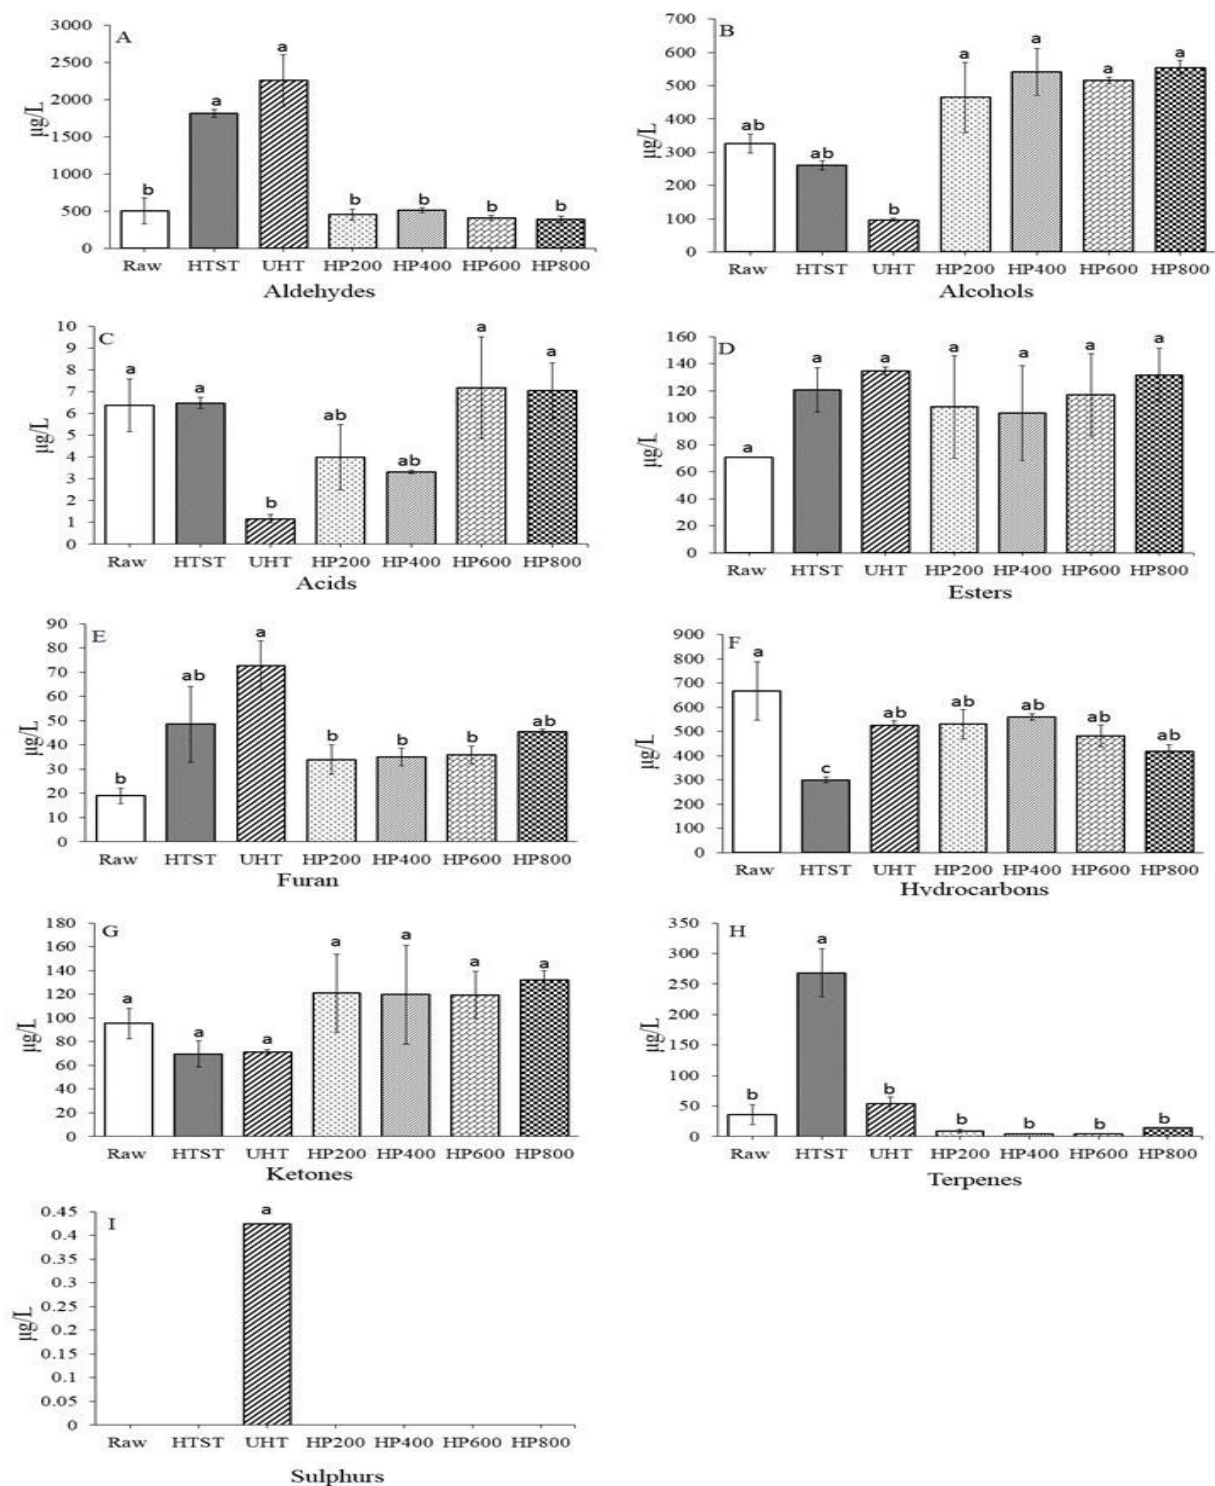 A
µg/L
3000
2500
2000
1500
1000
500
0
b
a
a
b
b
b
b
Raw HTST UHT HP200 HP400 HP600 HP800
Aldehydes
B
µg/L
700
600
500
400
300
200
100
0
ab
ab
b
a
a
a
a
Raw HTST UHT HP200 HP400 HP600 HP800
Alcohols
C
µg/L
10
9
8
7
6
5
4
3
2
1
0
a
a
b
ab
ab
a
a
Raw HTST UHT HP200 HP400 HP600 HP800
Acids
D
µg/L
160
140
120
100
80
60
40
20
0
a
a
a
a
a
a
a
Raw HTST UHT HP200 HP400 HP600 HP800
Esters
E
µg/L
90
80
70
60
50
40
30
20
10
0
b
ab
a
b
b
b
ab
Raw HTST UHT HP200 HP400 HP600 HP800
Furan
F
µg/L
900
800
700
600
500
400
300
200
100
0
a
c
ab
ab
ab
ab
ab
Raw HTST UHT HP200 HP400 HP600 HP800
Hydrocarbons
G
µg/L
180
160
140
120
100
80
60
40
20
0
a
a
a
a
a
a
a
Raw HTST UHT HP200 HP400 HP600 HP800
Ketones
H
µg/L
350
300
250
200
150
100
50
0
b
a
b
b
b
b
b
Raw HTST UHT HP200 HP400 HP600 HP800
Terpenes
I
µg/L
0.45
0.4
0.35
0.3
0.25
0.2
0.15
0.1
0.05
0
a
Raw HTST UHT HP200 HP400 HP600 HP800
Sulphurs